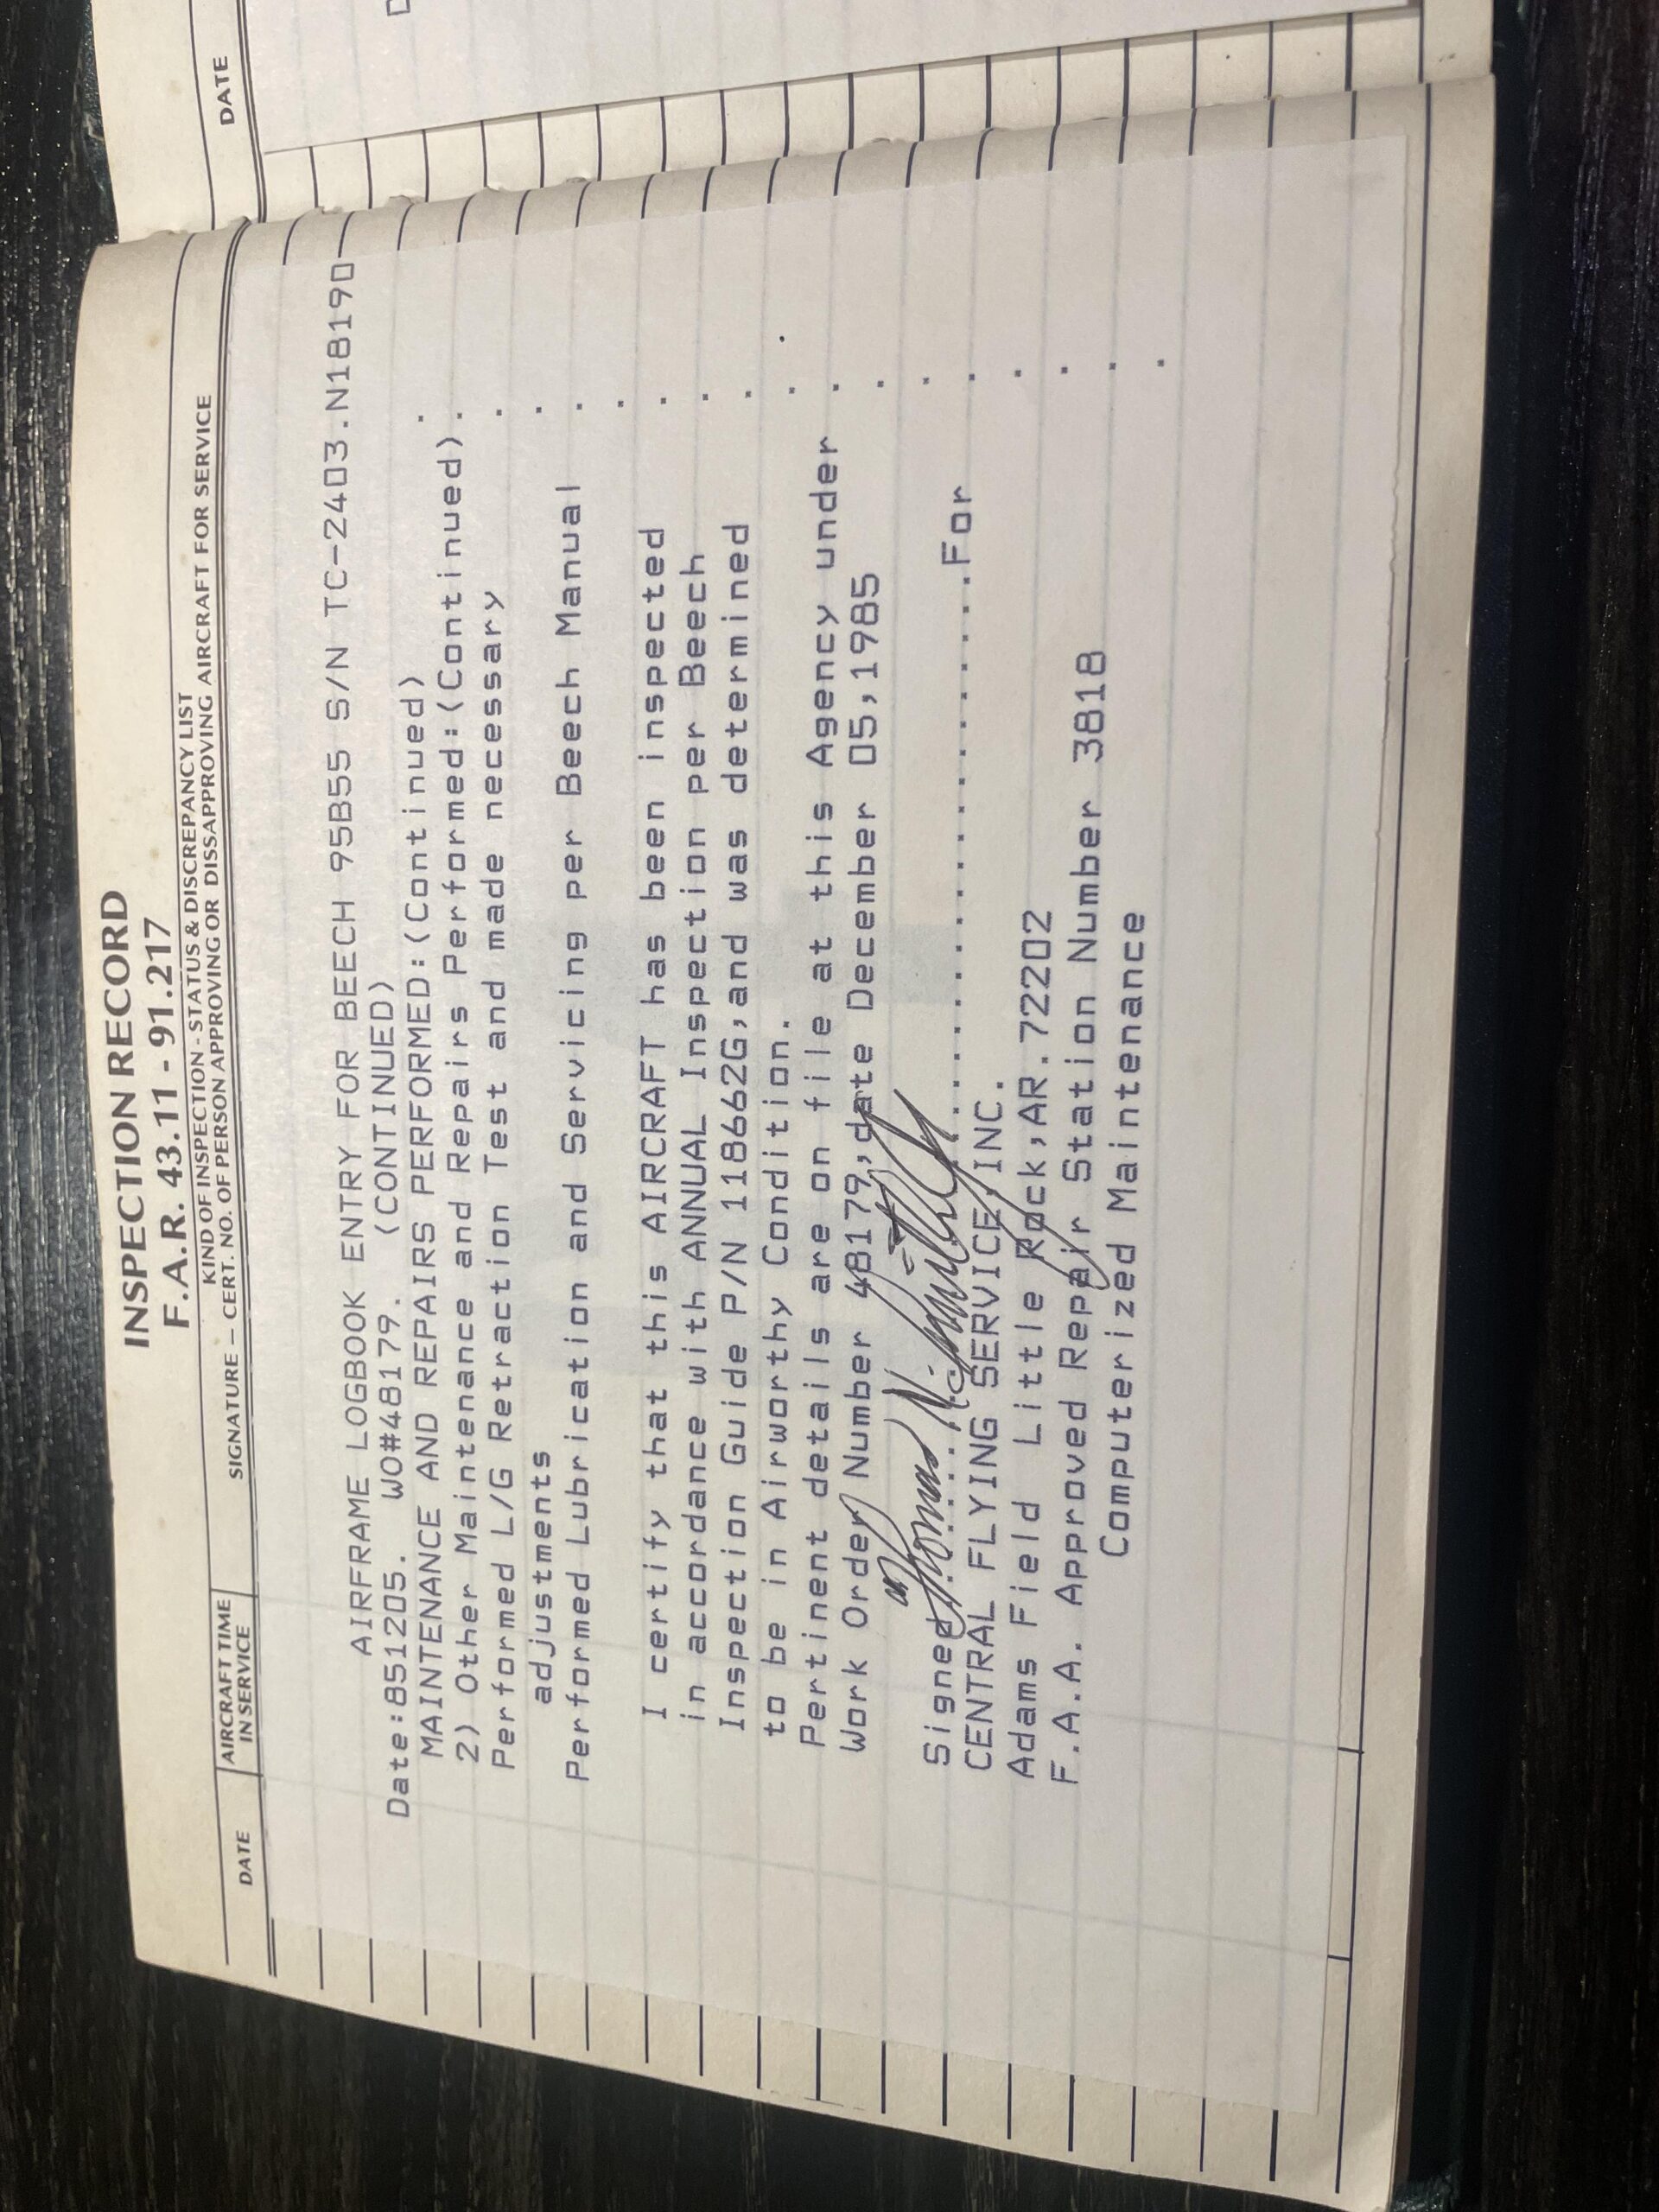 INSPECTION RECORD
F.A.R. 43.11 - 91.217
KIND OF INSPECTION - STATUS & DISCREPANCY LIST
SIGNATURE – CERT. NO. OF PERSON APPROVING OR DISAPPROVING AIRCRAFT FOR SERVICE
DATE
AIRCRAFT TIME
IN SERVICE
AIRFRAME LOGBOOK ENTRY FOR BEECH 95B55 S/N TC-2403.N18190
Date:851205. WO#48179. (CONTINUED)
MAINTENANCE AND REPAIRS PERFORMED:(Continued) .
2) Other Maintenance and Repairs Performed:(Continued).
Performed L/G Retraction Test and made necessary .
adjustments .
Performed Lubrication and Servicing per Beech Manual .
.
I certify that this AIRCRAFT has been inspected .
in accordance with ANNUAL Inspection per Beech .
Inspection Guide P/N 118662G,and was determined .
to be in Airworthy Condition. .
Pertinent details are on file at this Agency under .
Work Order Number 48179,date December 05,1985 .
.
Signed Thomas ................................For .
CENTRAL FLYING SERVICE,INC. .
Adams Field Little Rock,AR.72202 .
F.A.A. Approved Repair Station Number 3818 .
Computerized Maintenance .
DATE
D